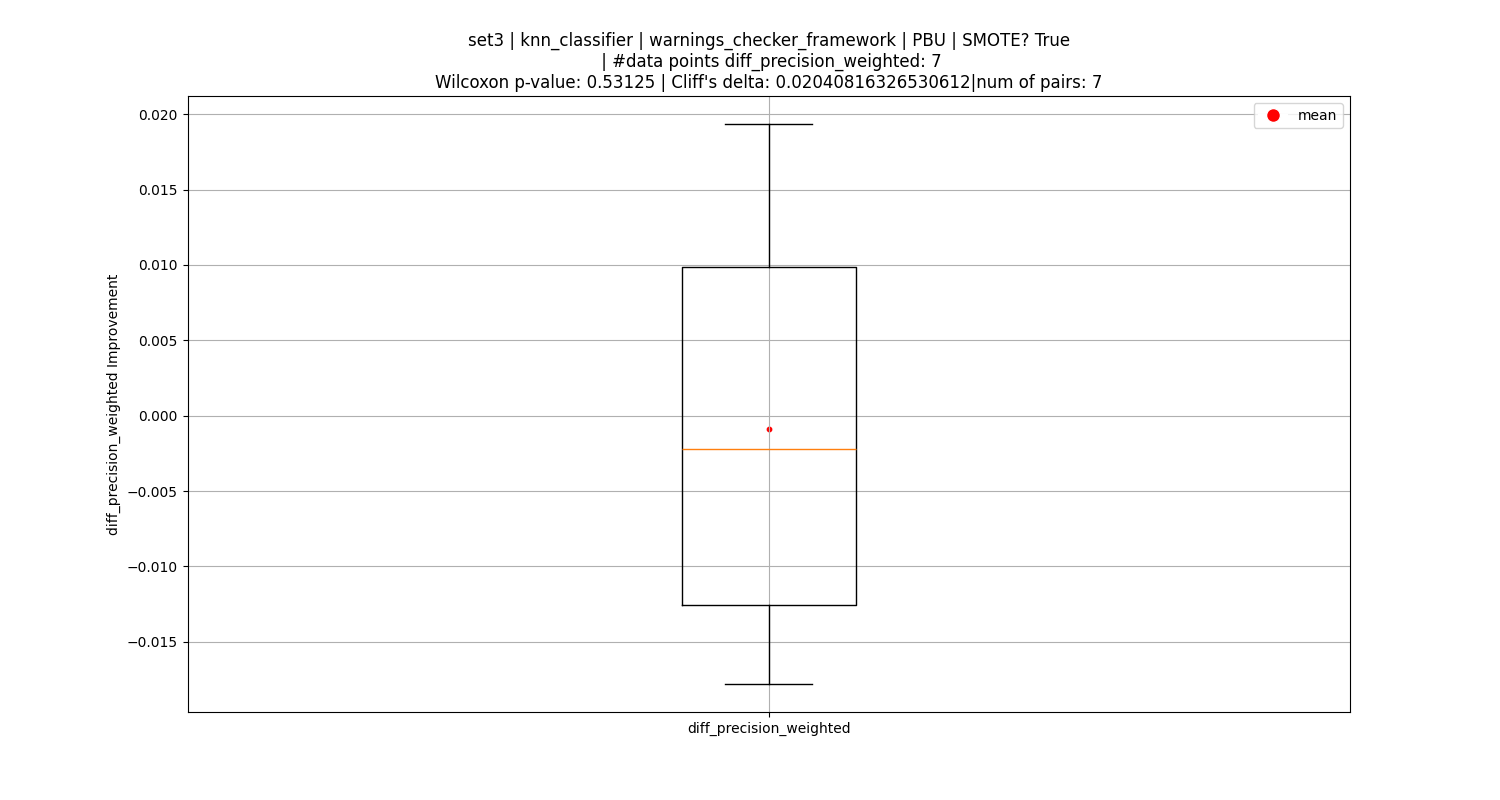 set3 | knn_classifier | warnings_checker_framework | PBU | SMOTE? True
| #data points diff_precision_weighted: 7
Wilcoxon p-value: 0.53125 | Cliff's delta: 0.02040816326530612|num of pairs: 7
mean
0.020
0.015
0.010
0.005
0.000
−0.005
−0.010
−0.015
diff_precision_weighted Improvement
diff_precision_weighted